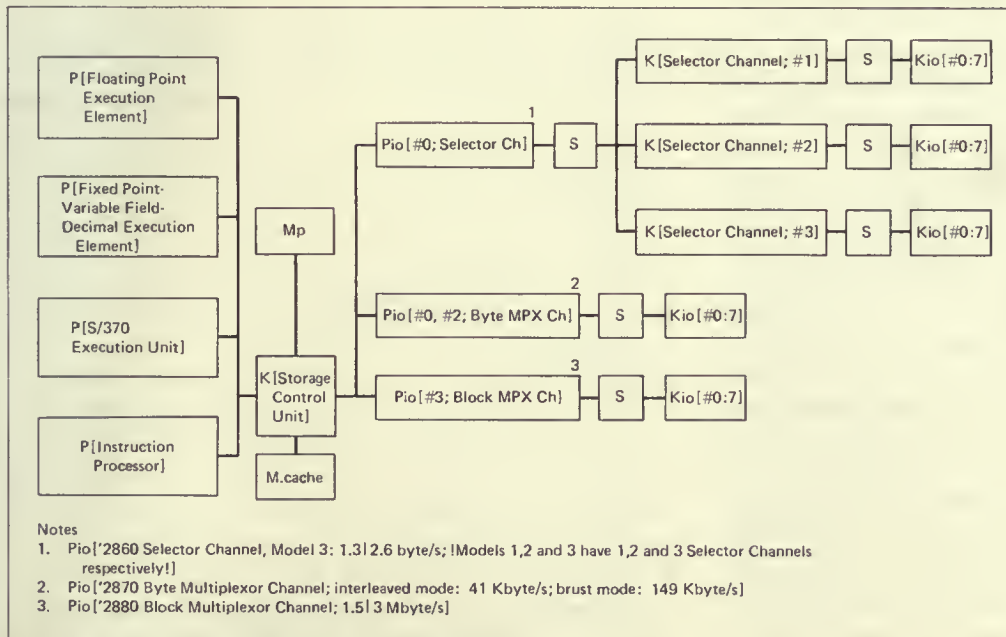 P[Floating Point
Execution
Element]
P[Fixed Point-
Variable Field-
Decimal Execution
Element]
P[S/370
Execution Unit]
P[Instruction
Processor]
Mp
K[Storage
Control
Unit]
M.cache
1
Pio[#0; Selector Ch]
S
K[Selector Channel; #1]
S
Kio[#0:7]
K[Selector Channel; #2]
S
Kio[#0:7]
K[Selector Channel; #3]
S
Kio[#0:7]
2
Pio[#0, #2; Byte MPX Ch]
S
Kio[#0:7]
3
Pio[#3; Block MPX Ch]
S
Kio[#0:7]
Notes
1. Pio['2860 Selector Channel, Model 3: 1.3|2.6 byte/s; !Models 1,2 and 3 have 1,2 and 3 Selector Channels
respectively!]
2. Pio['2870 Byte Multiplexor Channel; interleaved mode: 41 Kbyte/s; brust mode: 149 Kbyte/s]
3. Pio['2880 Block Multiplexor Channel; 1.5|3 Mbyte/s]